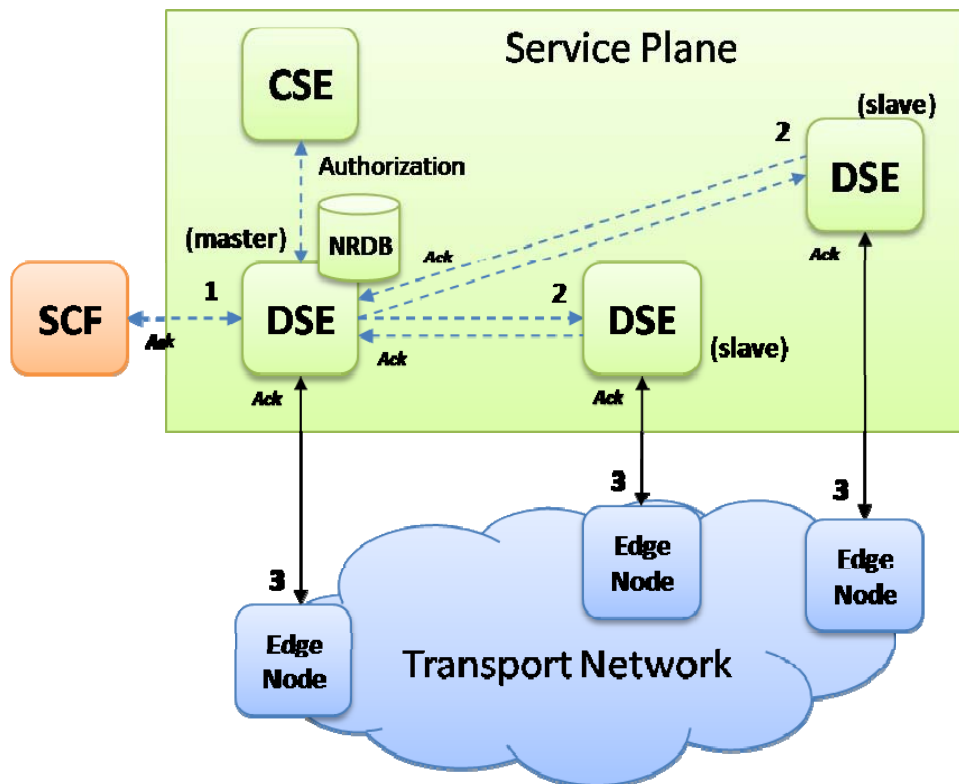 Service Plane
CSE
(slave)
2
DSE
Authorization
(master)
NRDB
Ack
Ack
SCF
1
Ack
DSE
2
DSE
Ack
(slave)
Ack
Ack
3
3
3
Edge
Node
Edge
Node
Edge
Node
Transport Network